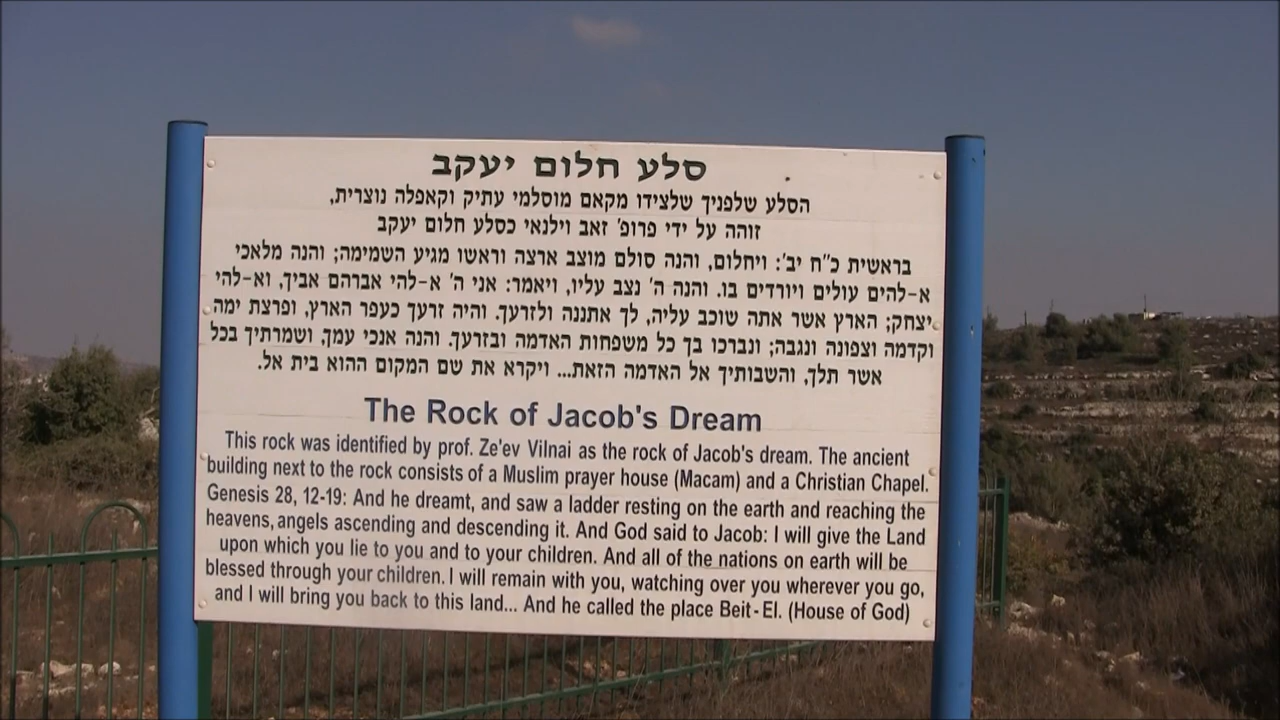 סלע חלום יעקב
הסלע שלפניך שלצידו מקאם מוסלמי עתיק וקאפלה נוצרית,
זוהה על ידי פרופ' זאב וילנאי כסלע חלום יעקב
בראשית כ"ח יב': ויחלום, והנה סולם מוצב ארצה וראשו מגיע השמימה; והנה מלאכי
א-להים עולים ויורדים בו. והנה ה' נצב עליו, ויאמר: אני ה' א-להי אברהם אביך, וא-להי
יצחק; הארץ אשר אתה שוכב עליה, לך אתננה ולזרעך. והיה זרעך כעפר הארץ, ופרצת ימה
וקדמה וצפונה ונגבה; ונברכו בך כל משפחות האדמה ובזרעך. והנה אנכי עמך, ושמרתיך בכל
אשר תלך, והשבותיך אל האדמה הזאת... ויקרא את שם המקום ההוא בית אל.
The Rock of Jacob's Dream
This rock was identified by prof. Ze'ev Vilnai as the rock of Jacob's dream. The ancient
building next to the rock consists of a Muslim prayer house (Macam) and a Christian Chapel.
Genesis 28, 12-19: And he dreamt, and saw a ladder resting on the earth and reaching the
heavens, angels ascending and descending it. And God said to Jacob: I will give the Land
upon which you lie to you and to your children. And all of the nations on earth will be
blessed through your children. I will remain with you, watching over you wherever you go,
and I will bring you back to this land... And he called the place Beit-El. (House of God)